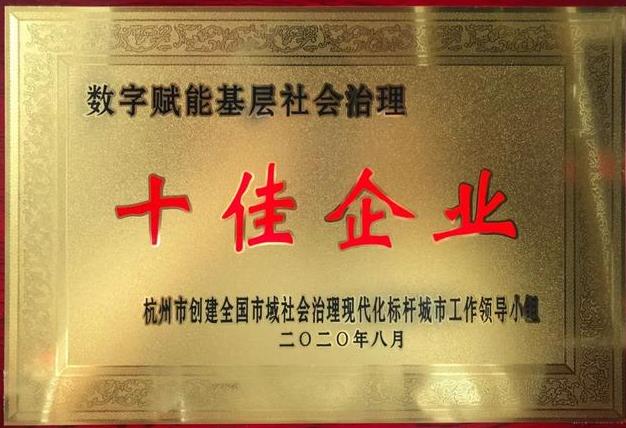 数字赋能基层社会治理
十佳企业
杭州市创建全国市域社会治理现代化标杆城市工作领导小组
二〇二〇年八月